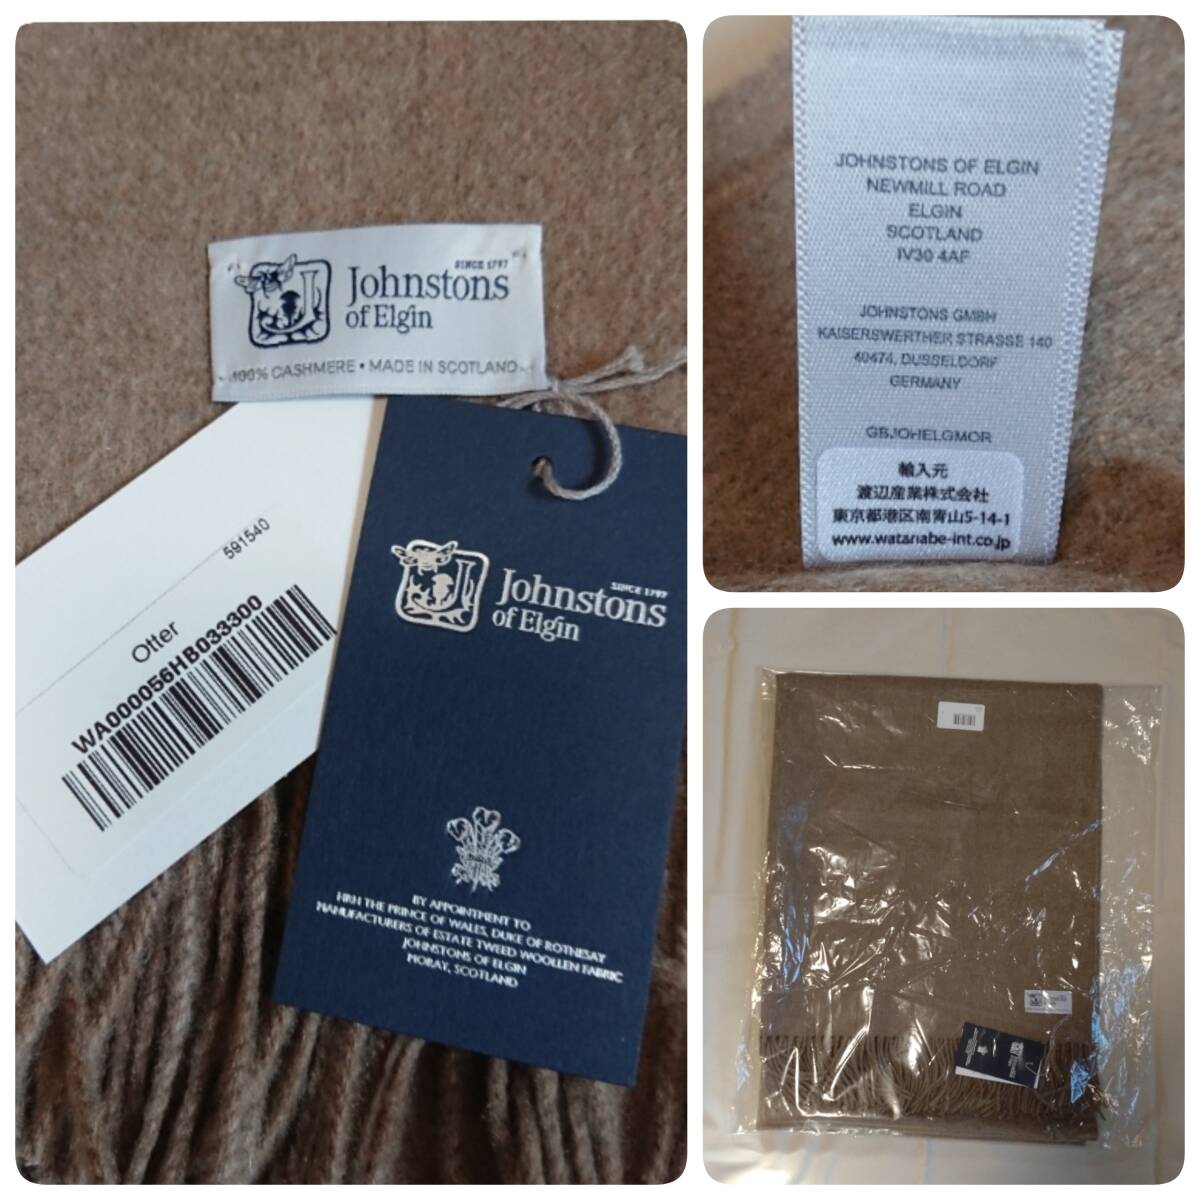 SINCE 1797
Johnstons
of Elgin
100% CASHMERE • MADE IN SCOTLAND
591540
Otter
WA000056HB033300
SINCE 1797
Johnstons
of Elgin
BY APPOINTMENT TO
HRH THE PRINCE OF WALES, DUKE OF ROTHESAY
MANUFACTURERS OF ESTATE TWEED WOOLLEN FABRIC
JOHNSTONS OF ELGIN
MORAY, SCOTLAND
JOHNSTONS OF ELGIN
NEWMILL ROAD
ELGIN
SCOTLAND
IV30 4AF
JOHNSTONS GMBH
KAISERSWERTHER STRASSE 140
40474, DUSSELDORF
GERMANY
GBJOHELGMOR
輸入元
渡辺産業株式会社
東京都港区南青山5-14-1
www.watanabe-int.co.jp